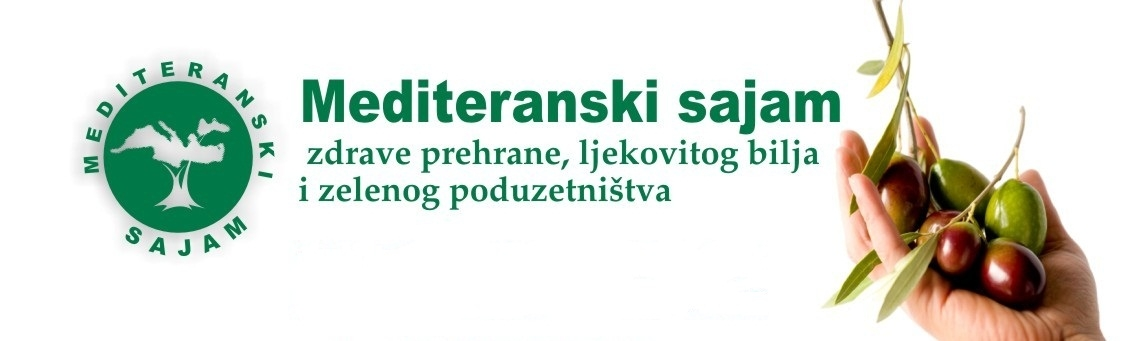 MEDITERANSKI
SAJAM
Mediteranski sajam
zdrave prehrane, ljekovitog bilja
i zelenog poduzetništva